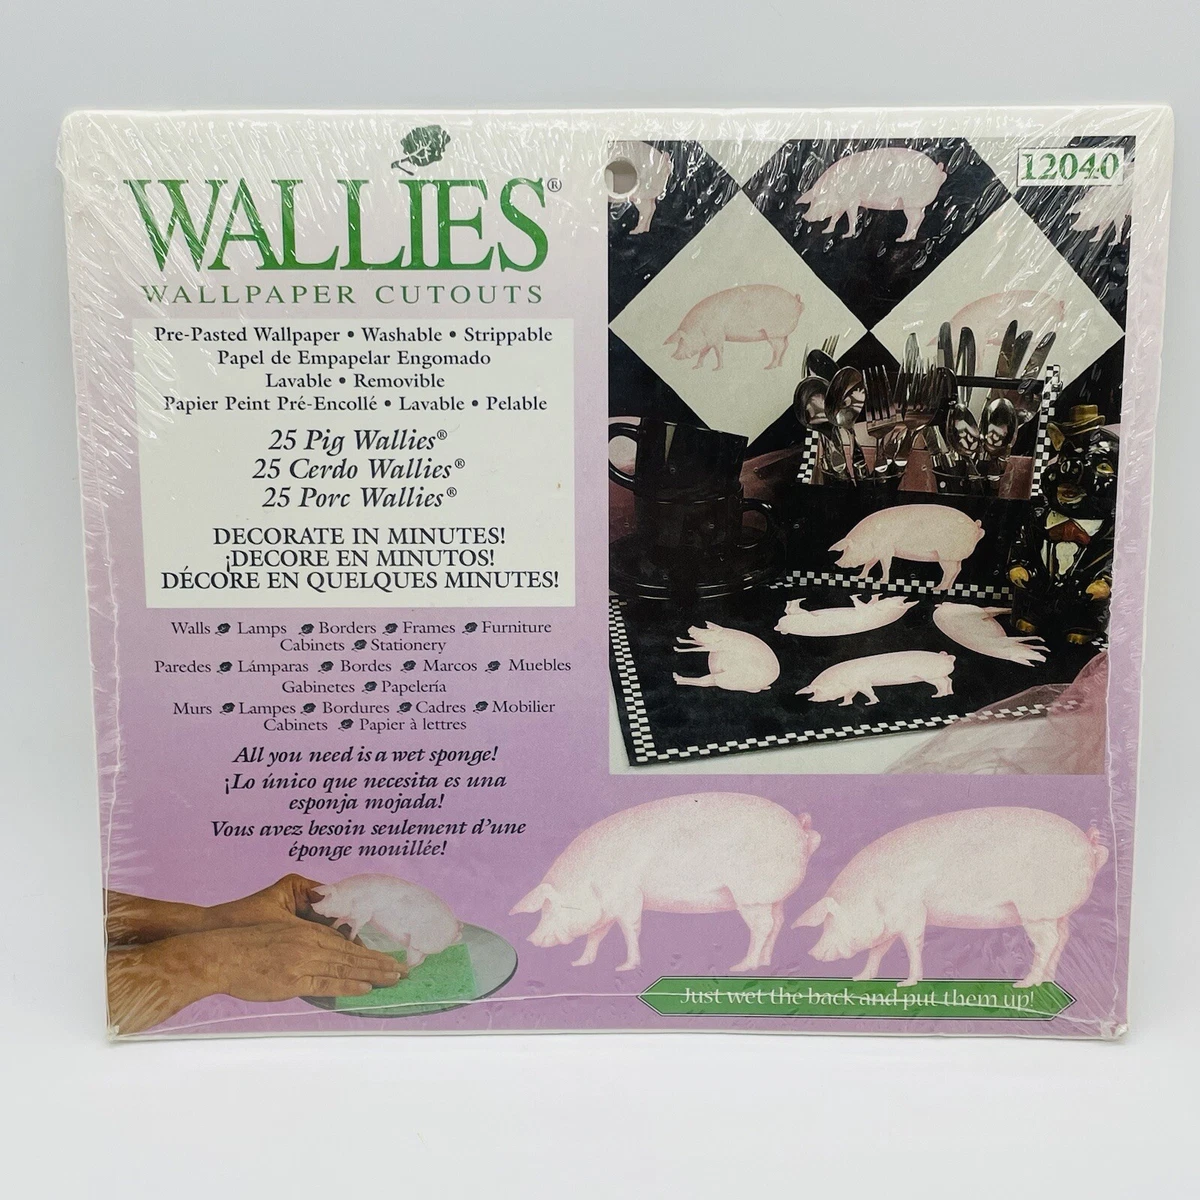 WALLIES®
WALLPAPER CUTOUTS
Pre-Pasted Wallpaper • Washable • Strippable
Papel de Empapelar Engomado
Lavable • Removible
Papier Peint Pré-Encollé • Lavable • Pelable
25 Pig Wallies®
25 Cerdo Wallies®
25 Porc Wallies®
DECORATE IN MINUTES!
¡DECORE EN MINUTOS!
DÉCORE EN QUELQUES MINUTES!
Walls Lamps Borders Frames Furniture
Cabinets Stationery
Paredes Lámparas Bordes Marcos Muebles
Gabinetes Papelería
Murs Lampes Bordures Cadres Mobilier
Cabinets Papier à lettres
All you need is a wet sponge!
¡Lo único que necesita es una
esponja mojada!
Vous avez besoin seulement d'une
éponge mouillée!
12040
Just wet the back and put them up!